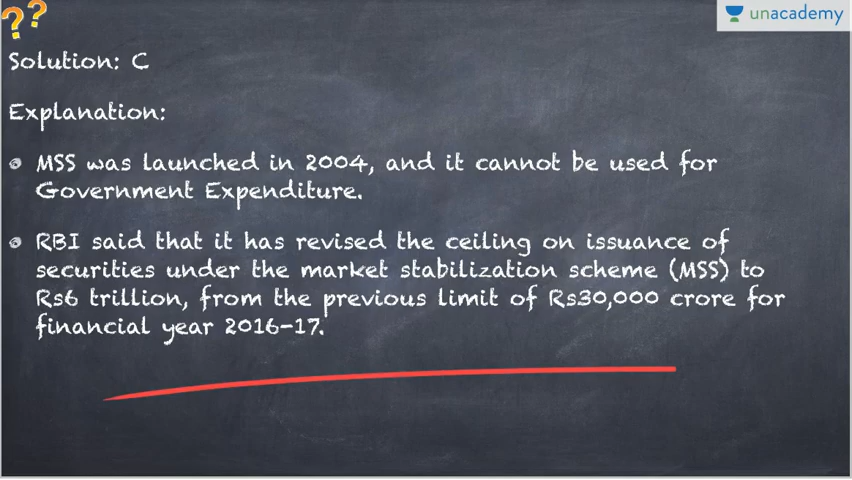 ??
unacademy
Solution: C
Explanation:
MSS was launched in 2004, and it cannot be used for
Government Expenditure.
RBI said that it has revised the ceiling on issuance of
securities under the market stabilization scheme (MSS) to
Rs6 trillion, from the previous limit of Rs30,000 crore for
financial year 2016-17.